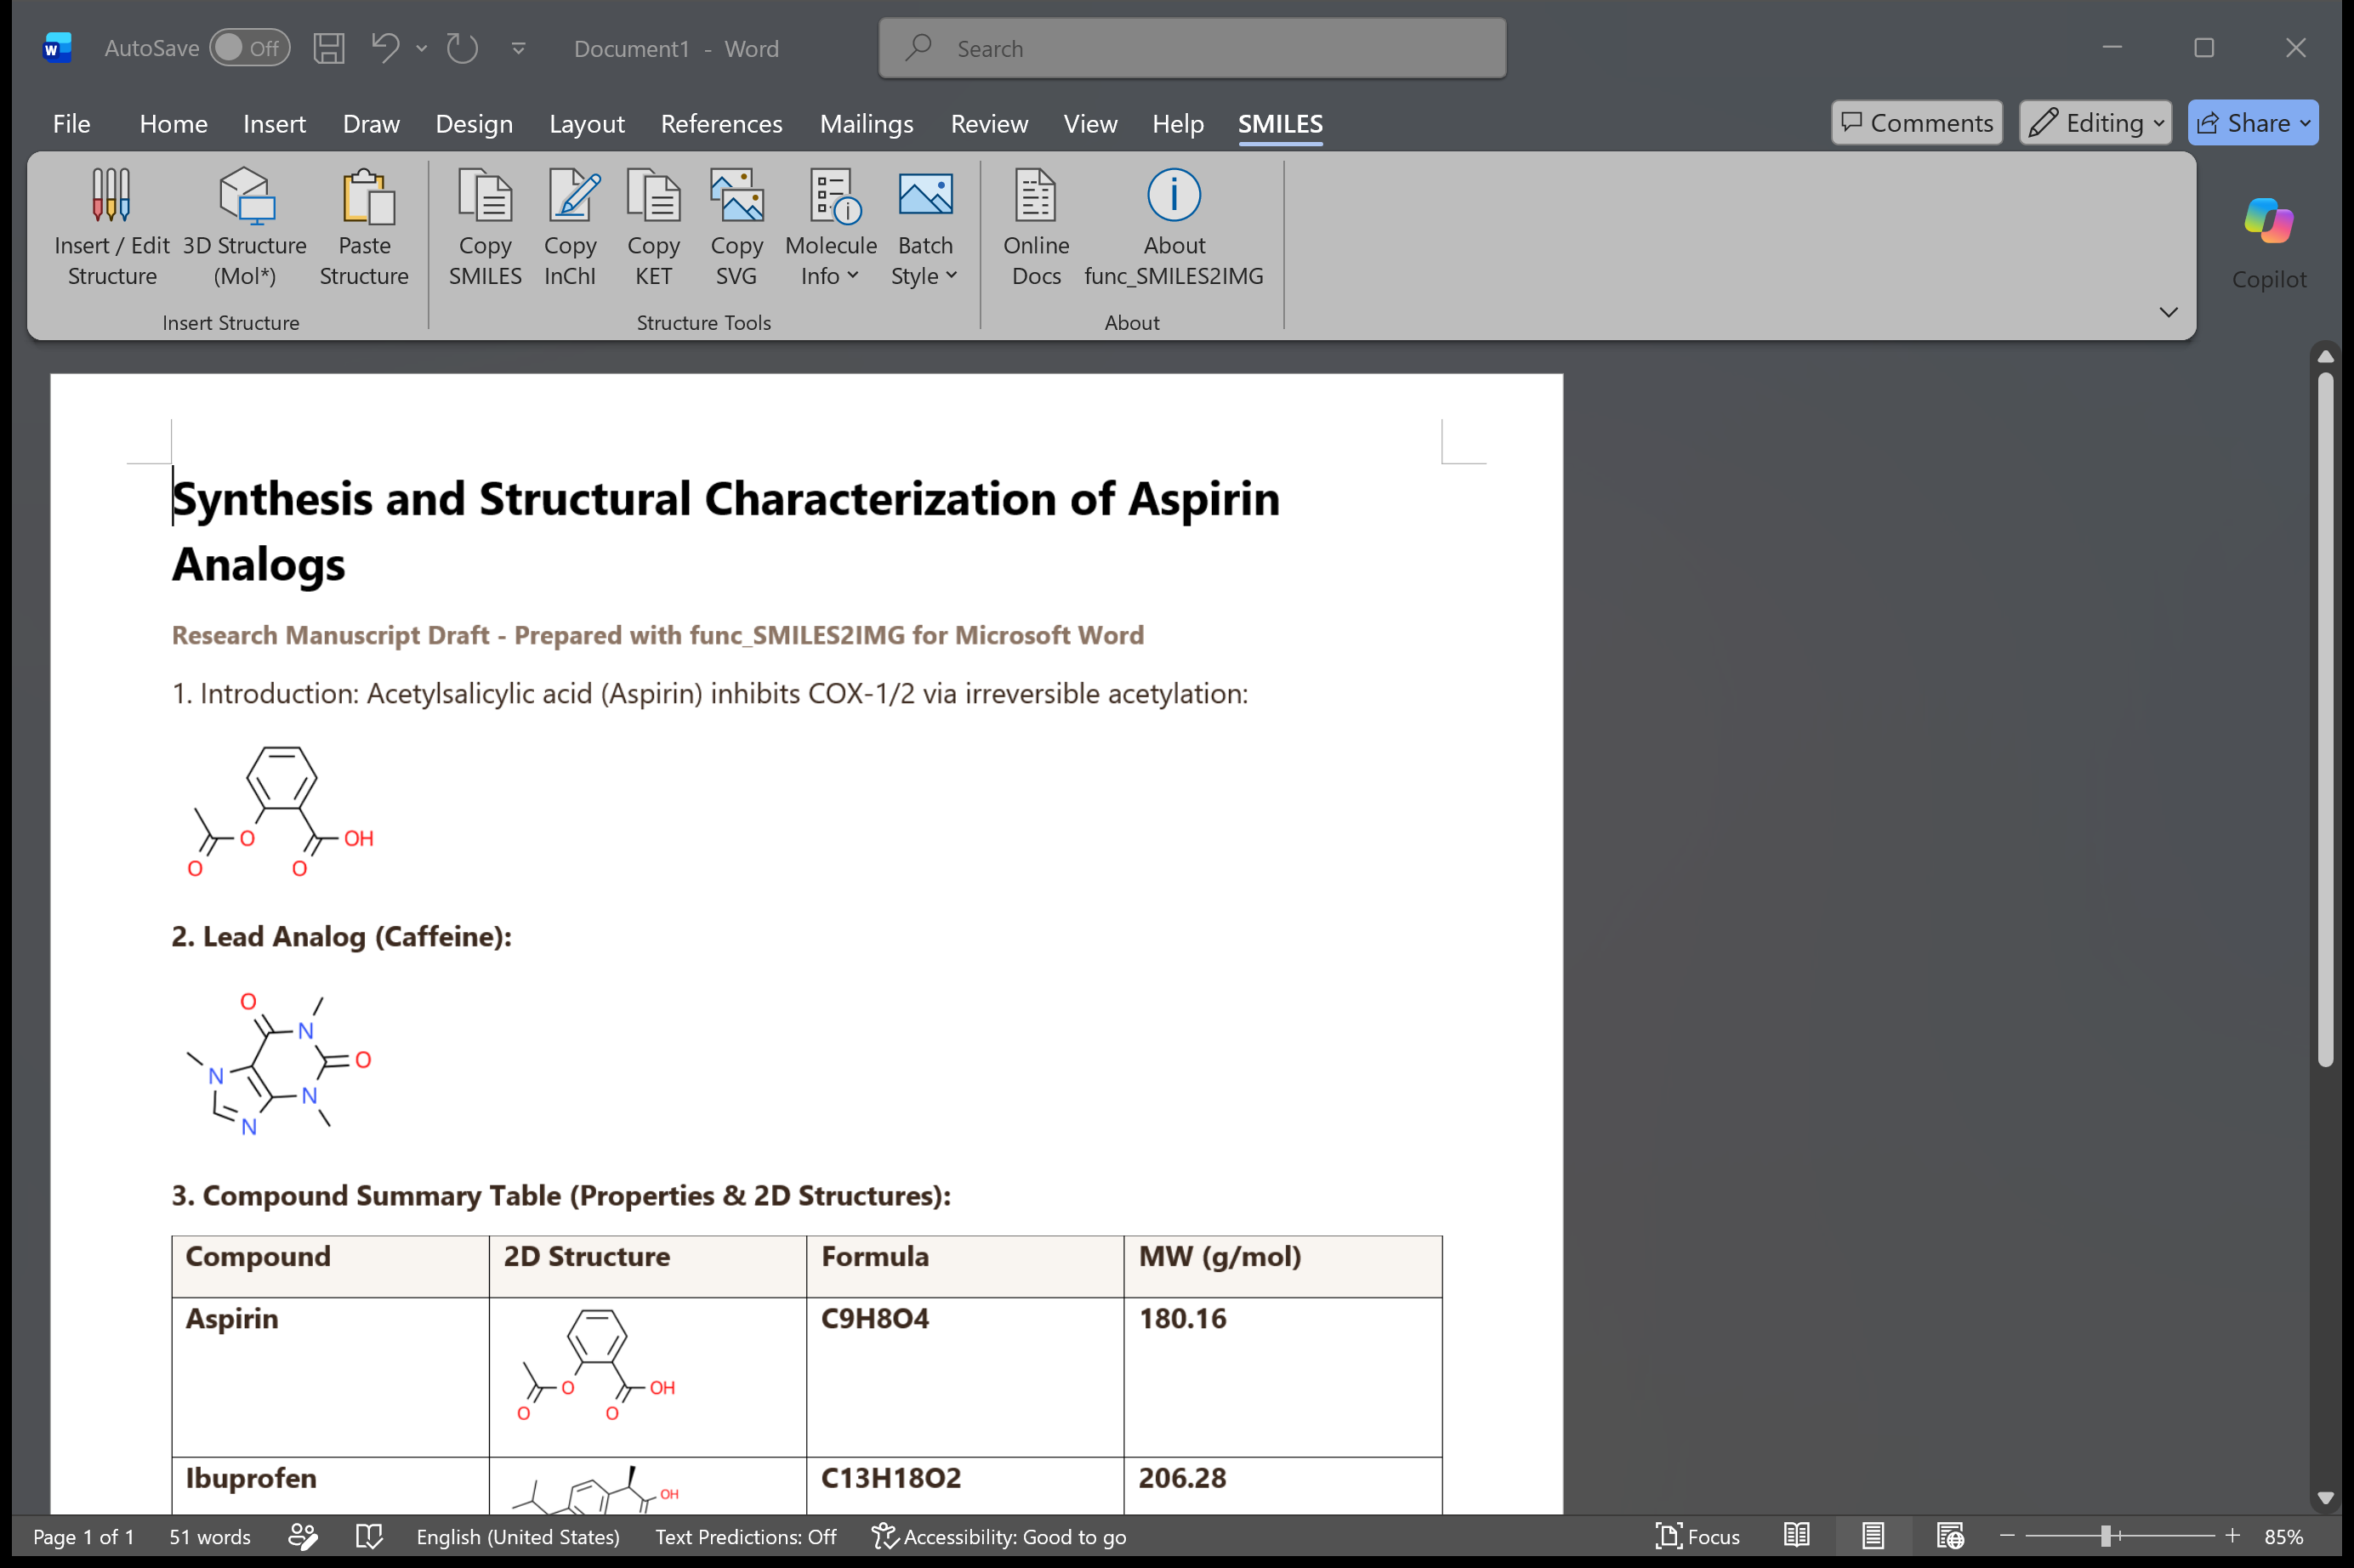 AutoSave Off Document1 - Word Search
File Home Insert Draw Design Layout References Mailings Review View Help SMILES Comments Editing Share
Insert / Edit Structure
3D Structure (Mol*)
Paste Structure
Insert Structure
Copy SMILES
Copy InChI
Copy KET
Copy SVG
Molecule Info
Batch Style
Structure Tools
Online Docs
About func_SMILES2IMG
About
Copilot
Synthesis and Structural Characterization of Aspirin
Analogs
Research Manuscript Draft - Prepared with func_SMILES2IMG for Microsoft Word
1. Introduction: Acetylsalicylic acid (Aspirin) inhibits COX-1/2 via irreversible acetylation:
O OH
O O
2. Lead Analog (Caffeine):
O
N
O
N
N
N
3. Compound Summary Table (Properties & 2D Structures):
Compound 2D Structure Formula MW (g/mol)
Aspirin C9H8O4 180.16
O OH
O O
Ibuprofen C13H18O2 206.28
OH
Page 1 of 1 51 words English (United States) Text Predictions: Off Accessibility: Good to go Focus 85%